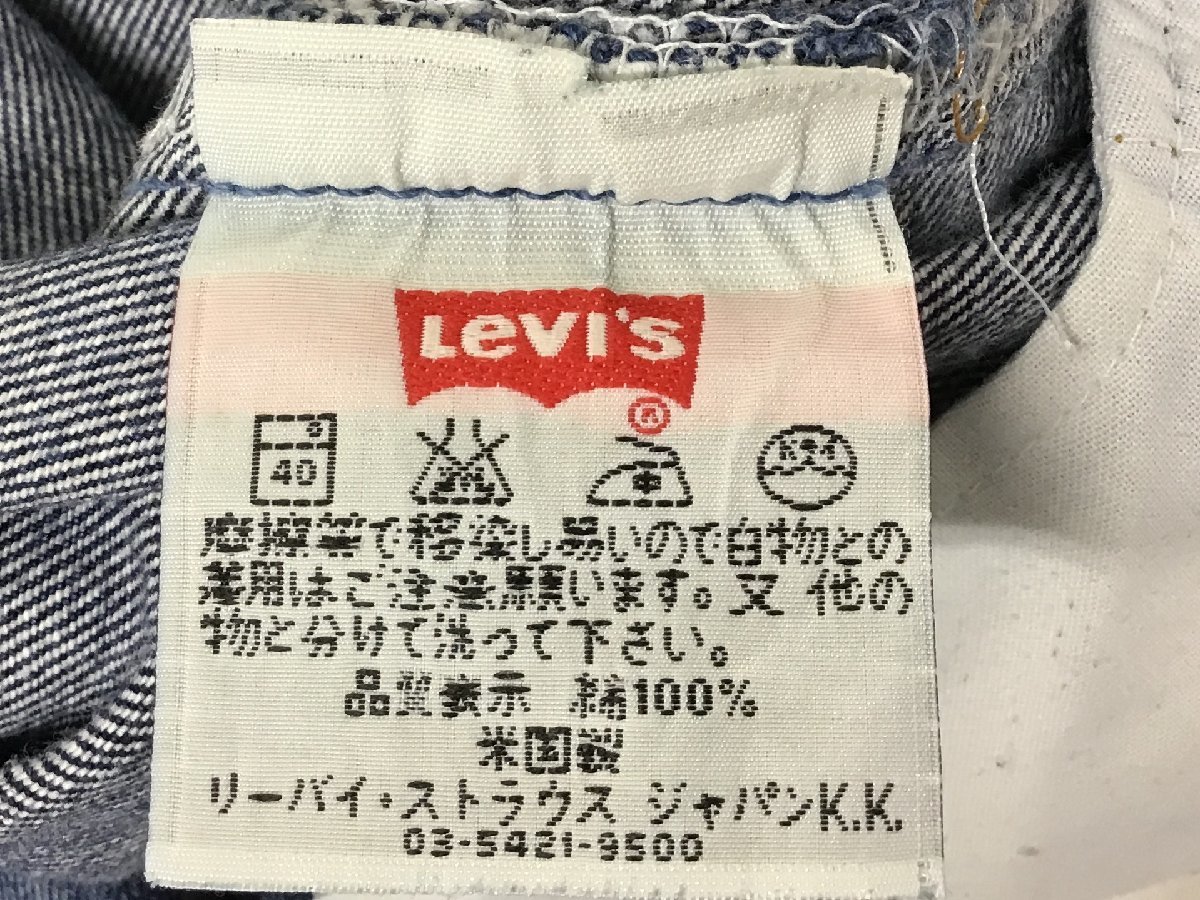 LEVI'S
®
40
摩擦等で移染し易いので白物との
着用はご注意願います。又 他の
物と分けて洗って下さい。
品質表示 綿100%
米国製
リーバイ・ストラウス ジャパンK.K.
03-5421-9500